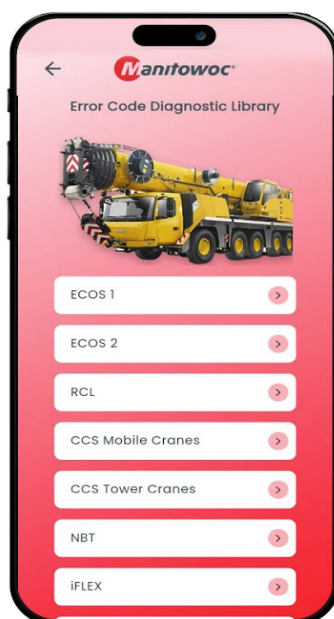 Manitowoc
Error Code Diagnostic Library
ECOS 1
ECOS 2
RCL
CCS Mobile Cranes
CCS Tower Cranes
NBT
iFLEX